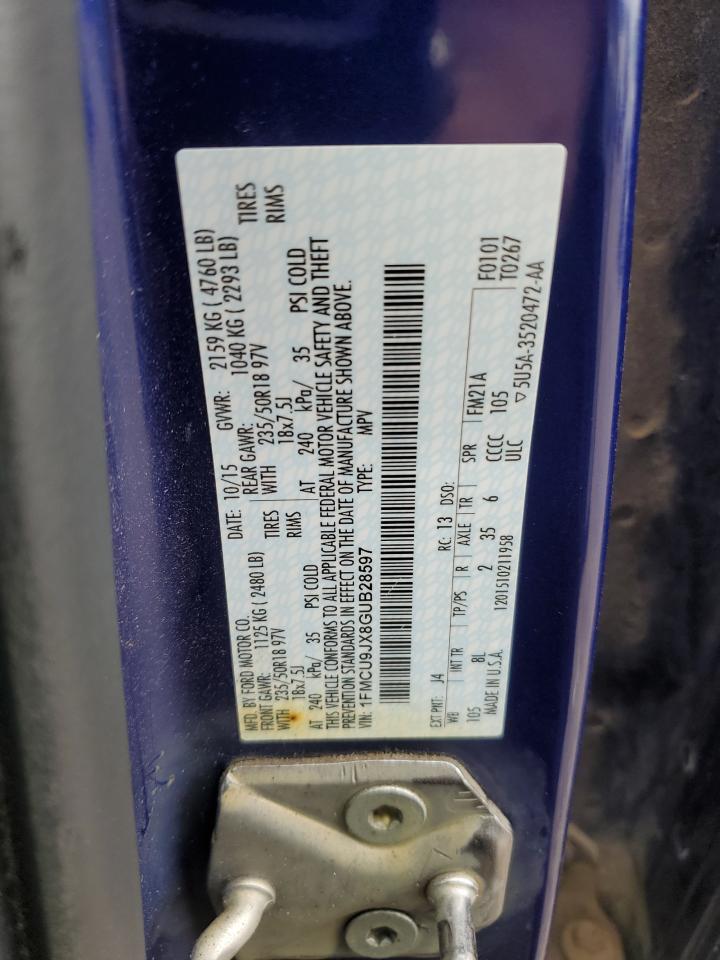 MFD. BY FORD MOTOR CO.
DATE: 10/15 GVWR: 2159 KG ( 4760 LB)
FRONT GAWR: 1125 KG ( 2480 LB) REAR GAWR: 1040 KG ( 2293 LB)
WITH 235/50R18 97V TIRES WITH 235/50R18 97V TIRES
18x7.5J RIMS 18x7.5J RIMS
AT 240 kPa/ 35 PSI COLD AT 240 kPa/ 35 PSI COLD
THIS VEHICLE CONFORMS TO ALL APPLICABLE FEDERAL MOTOR VEHICLE SAFETY AND THEFT
PREVENTION STANDARDS IN EFFECT ON THE DATE OF MANUFACTURE SHOWN ABOVE.
VIN: 1FMCU9JX8GUB28597 TYPE: MPV
EXT PNT: J4 RC: 13 DSO: FM21A F0101
T0267
WB INT TR TP/PS R AXLE TR SPR
105 8L 2 35 6 CCCC 105
MADE IN U.S.A. 1201510211958 ULC ▽5U5A-3520472-AA